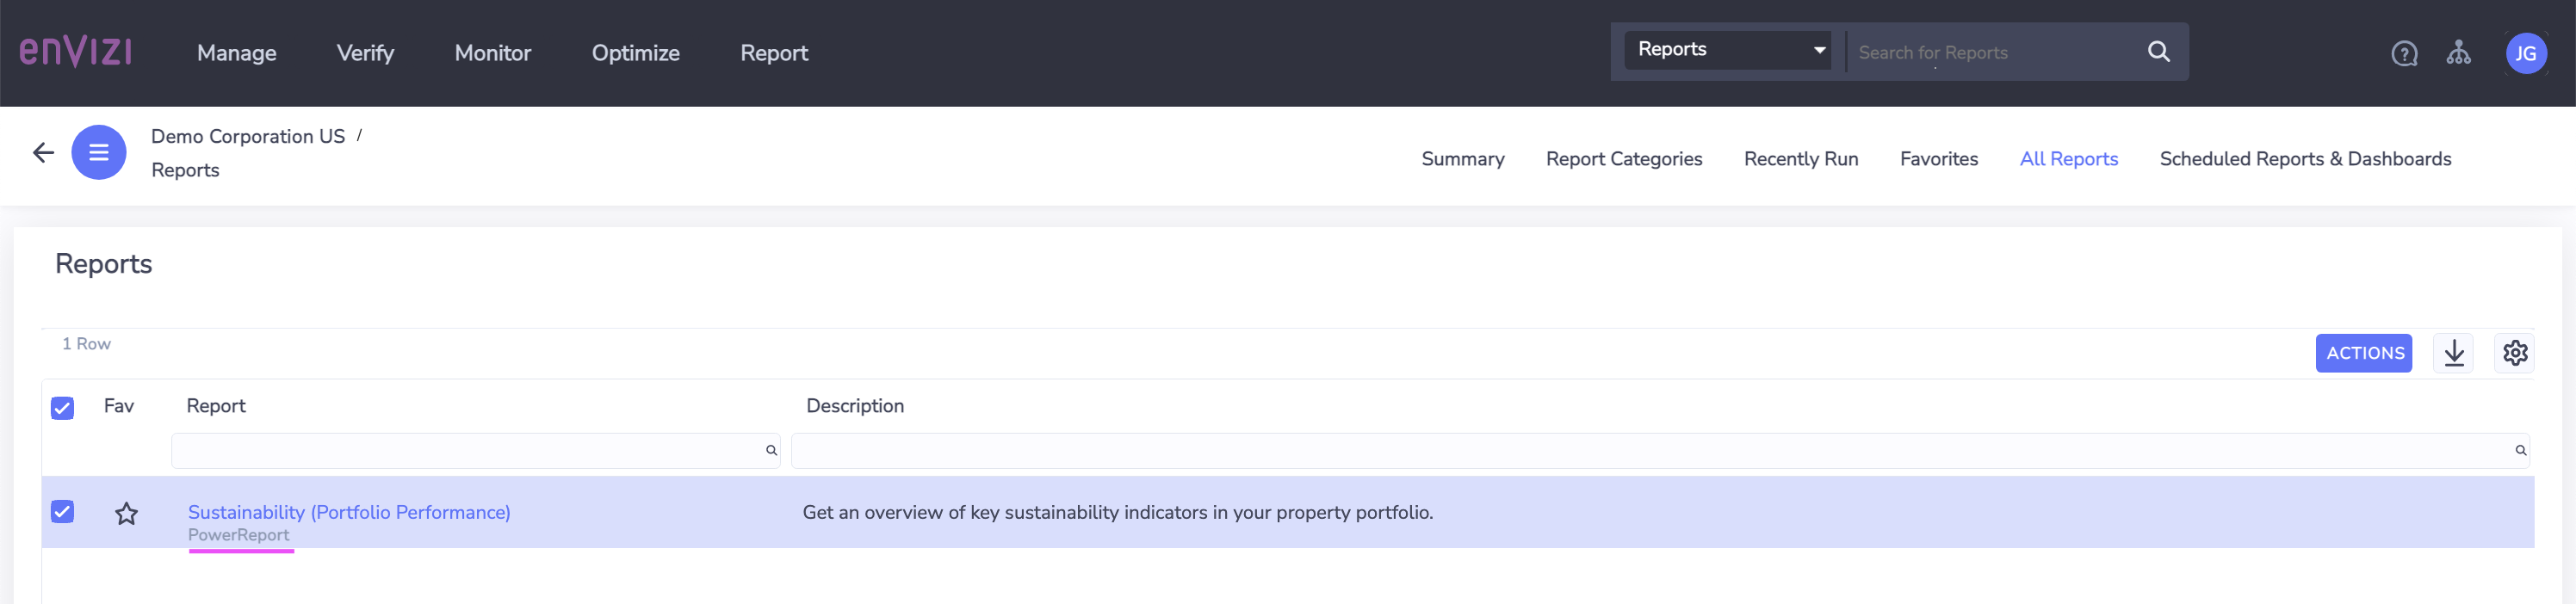 enVizi Manage Verify Monitor Optimize Report Reports Search for Reports ? JG
Demo Corporation US /
Reports
Summary Report Categories Recently Run Favorites All Reports Scheduled Reports & Dashboards
Reports
1 Row
ACTIONS
Fav Report Description
Sustainability (Portfolio Performance) Get an overview of key sustainability indicators in your property portfolio.
PowerReport